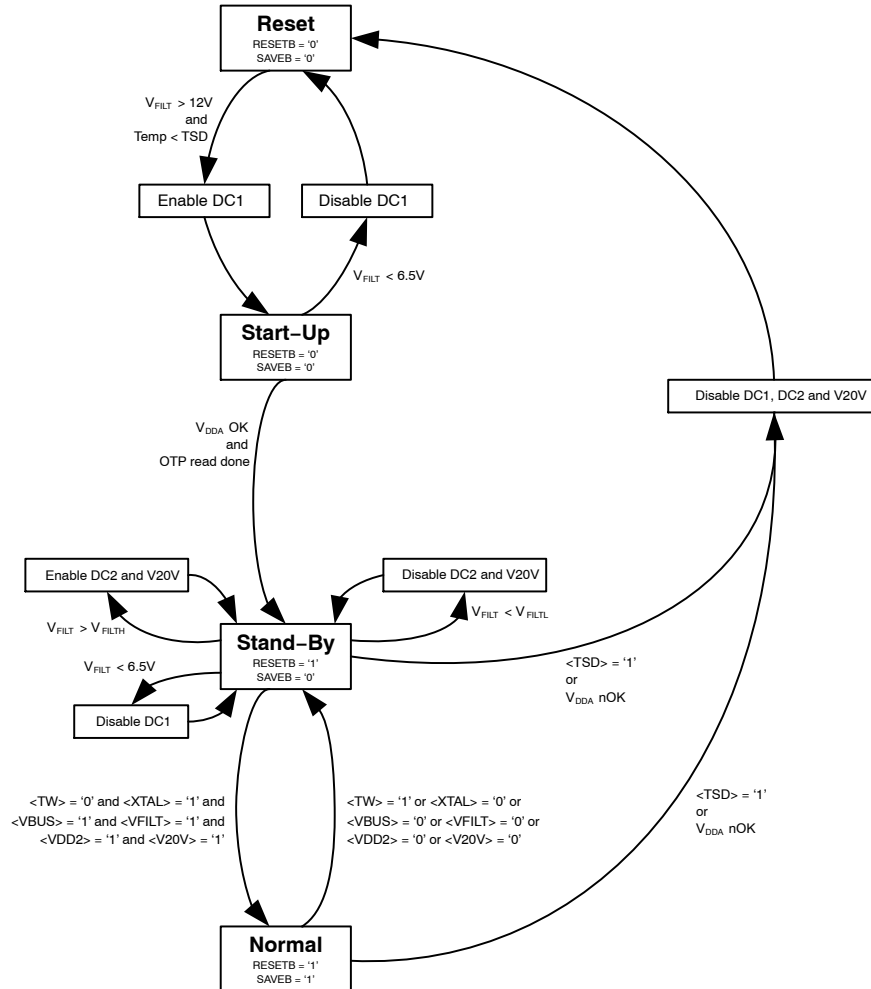 Reset
RESETB = ‘0’
SAVEB = ‘0’
VFILT > 12V
and
Temp < TSD
Enable DC1
Disable DC1
VFILT < 6.5V
Start−Up
RESETB = ‘0’
SAVEB = ‘0’
Disable DC1, DC2 and V20V
VDDA OK
and
OTP read done
Enable DC2 and V20V
Disable DC2 and V20V
VFILT > VFILTH
VFILT < VFILTL
Stand−By
RESETB = ‘1’
SAVEB = ‘0’
VFILT < 6.5V
Disable DC1
<TSD> = ‘1’
or
VDDA nOK
<TW> = ‘0’ and <XTAL> = ‘1’ and
<VBUS> = ‘1’ and <VFILT> = ‘1’ and
<VDD2> = ‘1’ and <V20V> = ‘1’
<TW> = ‘1’ or <XTAL> = ‘0’ or
<VBUS> = ‘0’ or <VFILT> = ‘0’ or
<VDD2> = ‘0’ or <V20V> = ‘0’
<TSD> = ‘1’
or
VDDA nOK
Normal
RESETB = ‘1’
SAVEB = ‘1’